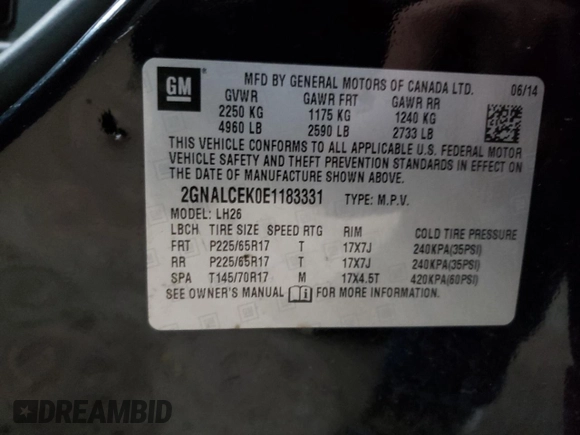 GM
MFD BY GENERAL MOTORS OF CANADA LTD. 06/14
GVWR GAWR FRT GAWR RR
2250 KG 1175 KG 1240 KG
4960 LB 2590 LB 2733 LB
THIS VEHICLE CONFORMS TO ALL APPLICABLE U.S. FEDERAL MOTOR
VEHICLE SAFETY AND THEFT PREVENTION STANDARDS IN EFFECT ON
THE DATE OF MANUFACTURE SHOWN ABOVE.
2GNALCEK0E1183331 TYPE: M.P.V.
MODEL: LH26
LBCH TIRE SIZE SPEED RTG RIM COLD TIRE PRESSURE
FRT P225/65R17 T 17X7J 240KPA(35PSI)
RR P225/65R17 T 17X7J 240KPA(35PSI)
SPA T145/70R17 M 17X4.5T 420KPA(60PSI)
SEE OWNER'S MANUAL FOR MORE INFORMATION.
DREAMBID